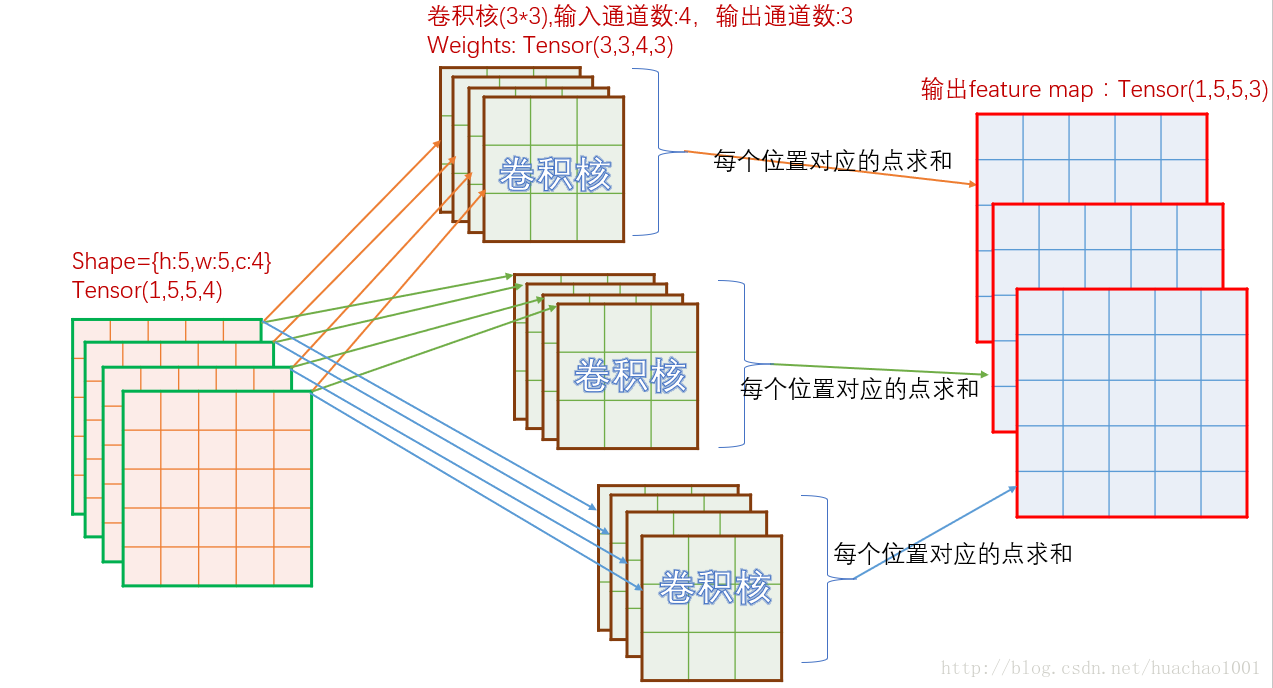 卷积核(3*3),输入通道数:4, 输出通道数:3
Weights: Tensor(3,3,4,3)
输出feature map：Tensor(1,5,5,3)
每个位置对应的点求和
卷积核
Shape={h:5,w:5,c:4}
Tensor(1,5,5,4)
卷积核
每个位置对应的点求和
每个位置对应的点求和
卷积核
http://blog.csdn.net/huachao1001